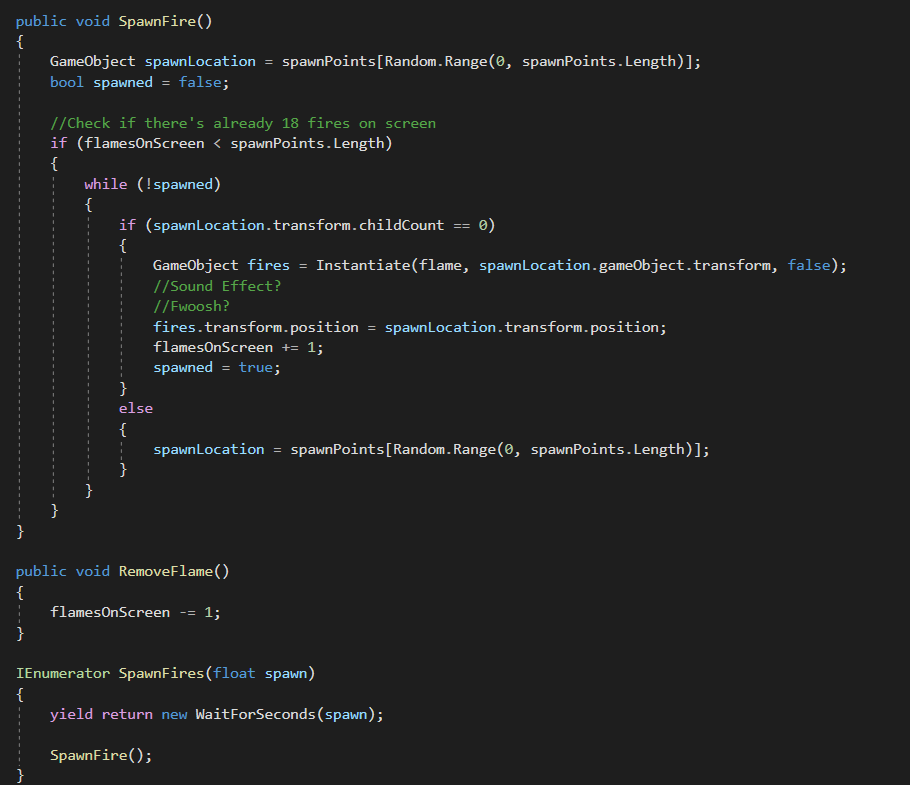 public void SpawnFire()
{
    GameObject spawnLocation = spawnPoints[Random.Range(0, spawnPoints.Length)];
    bool spawned = false;

    //Check if there's already 18 fires on screen
    if (flamesOnScreen < spawnPoints.Length)
    {
        while (!spawned)
        {
            if (spawnLocation.transform.childCount == 0)
            {
                GameObject fires = Instantiate(flame, spawnLocation.gameObject.transform, false);
                //Sound Effect?
                //Fwoosh?
                fires.transform.position = spawnLocation.transform.position;
                flamesOnScreen += 1;
                spawned = true;
            }
            else
            {
                spawnLocation = spawnPoints[Random.Range(0, spawnPoints.Length)];
            }
        }
    }
}

public void RemoveFlame()
{
    flamesOnScreen -= 1;
}

IEnumerator SpawnFires(float spawn)
{
    yield return new WaitForSeconds(spawn);

    SpawnFire();
}